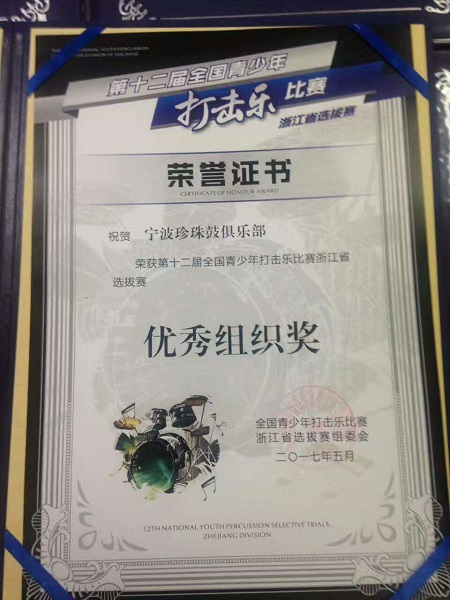 第十二届全国青少年
打击乐 比赛
浙江省选拔赛
荣誉证书
CERTIFICATE OF HONOUR AWARD
祝贺 宁波珍珠鼓俱乐部
荣获第十二届全国青少年打击乐比赛浙江省
选拔赛
优秀组织奖
全国青少年打击乐比赛
浙江省选拔赛组委会
二〇一七年五月
12TH NATIONAL YOUTH PERCUSSION SELECTIVE TRIALS
ZHEJIANG DIVISION